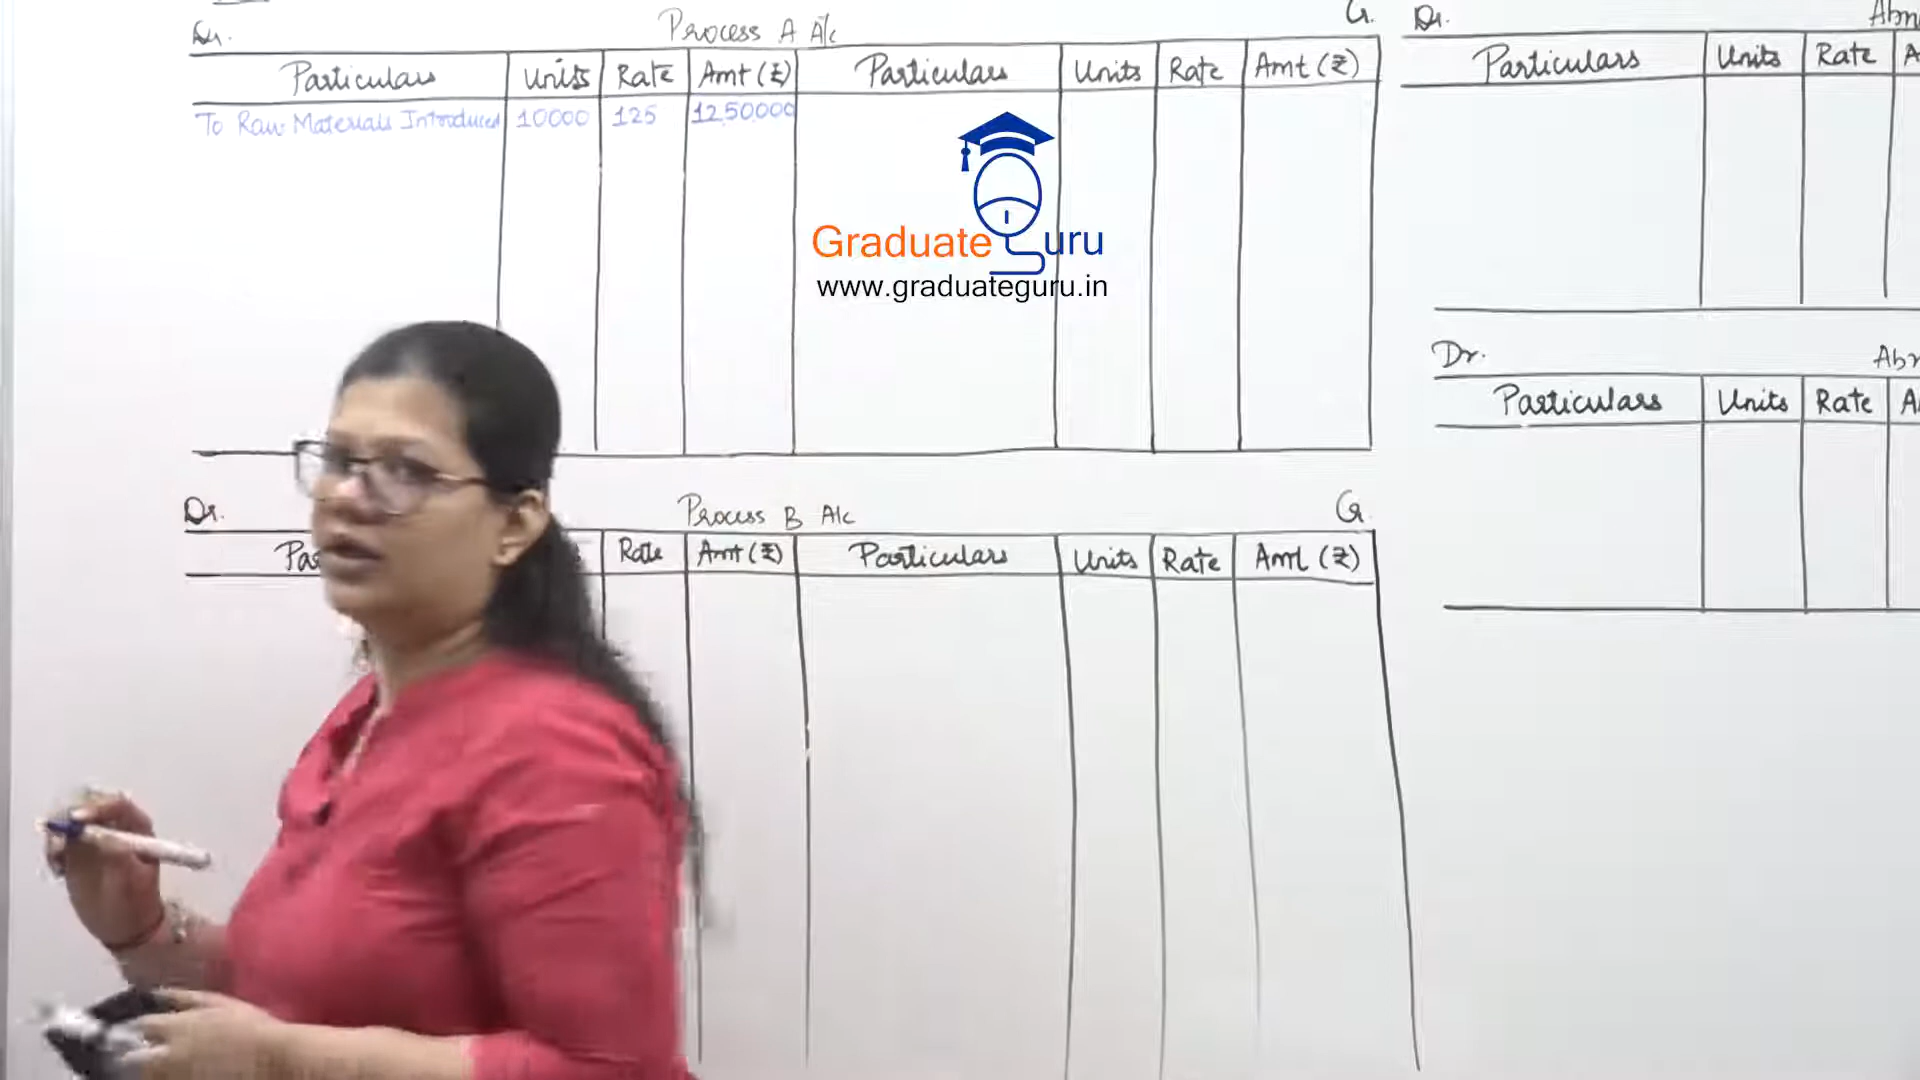 Dr. Process A A/c Cr.
Particulars Units Rate Amt (₹) Particulars Units Rate Amt (₹)
To Raw Materials Introduced 10000 125 1250000
Graduate Guru
www.graduateguru.in
Dr. Process B A/c Cr.
Rate Amt (₹) Particulars Units Rate Amt (₹)
Dr.
Particulars Units Rate
Dr.
Particulars Units Rate